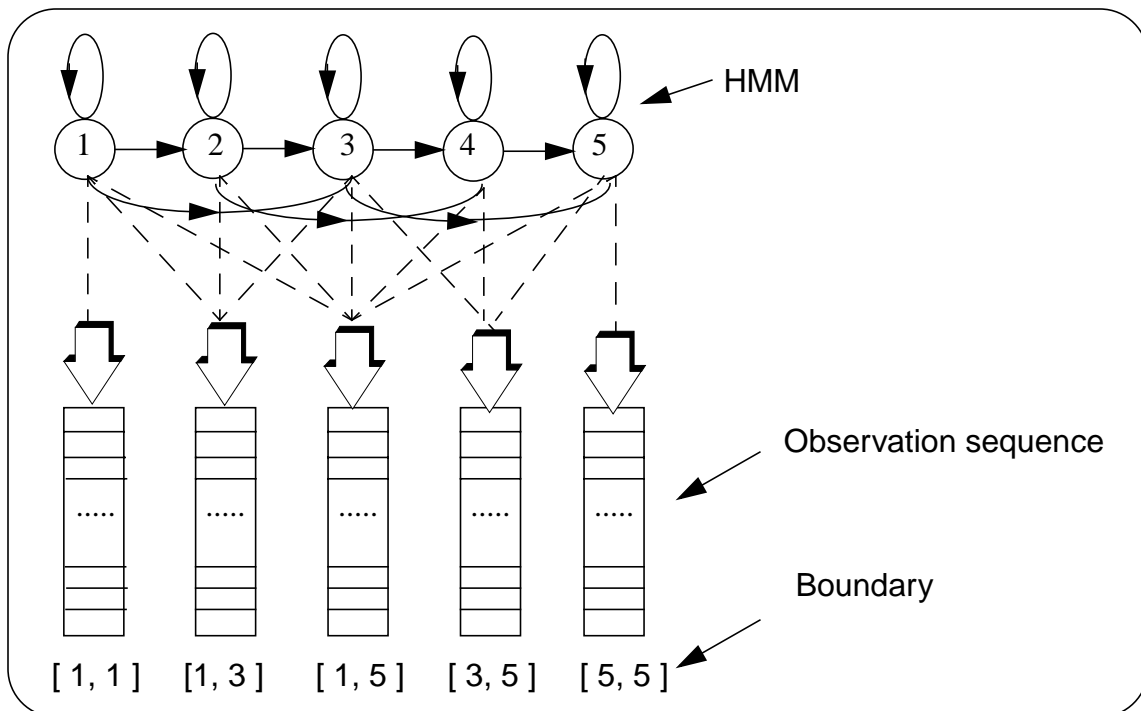 HMM
1 2 3 4 5
Observation sequence
..... ..... ..... ..... .....
Boundary
[ 1, 1 ] [1, 3 ] [ 1, 5 ] [ 3, 5 ] [ 5, 5 ]